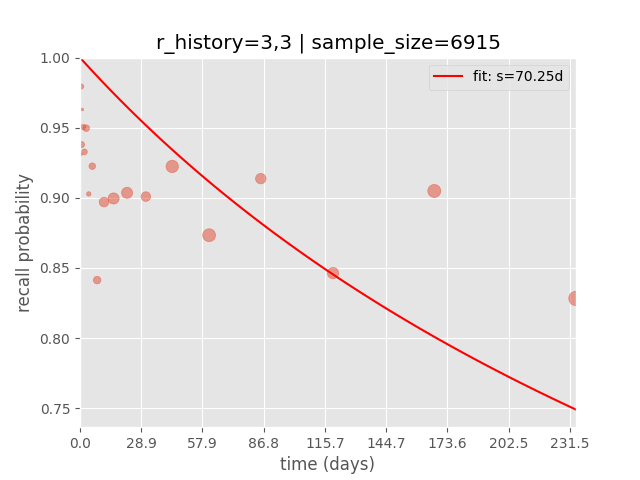 r_history=3,3 | sample_size=6915
fit: s=70.25d
recall probability
1.00
0.95
0.90
0.85
0.80
0.75
0.0 28.9 57.9 86.8 115.7 144.7 173.6 202.5 231.5
time (days)